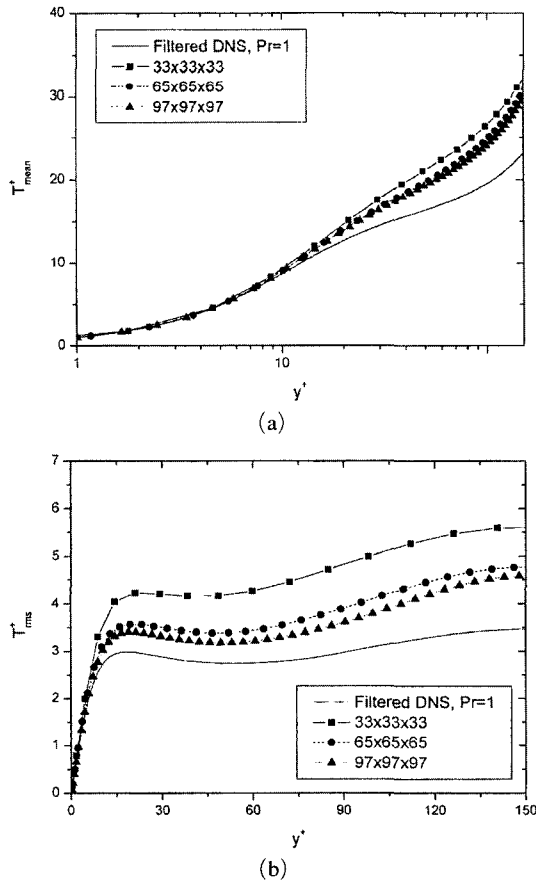 40
30
20
10
0
T⁺mean
Filtered DNS, Pr=1
33x33x33
65x65x65
97x97x97
1
10
y⁺
(a)
7
6
5
4
3
2
1
0
T⁺rms
Filtered DNS, Pr=1
33x33x33
65x65x65
97x97x97
0
15
30
60
90
120
150
y⁺
(b)